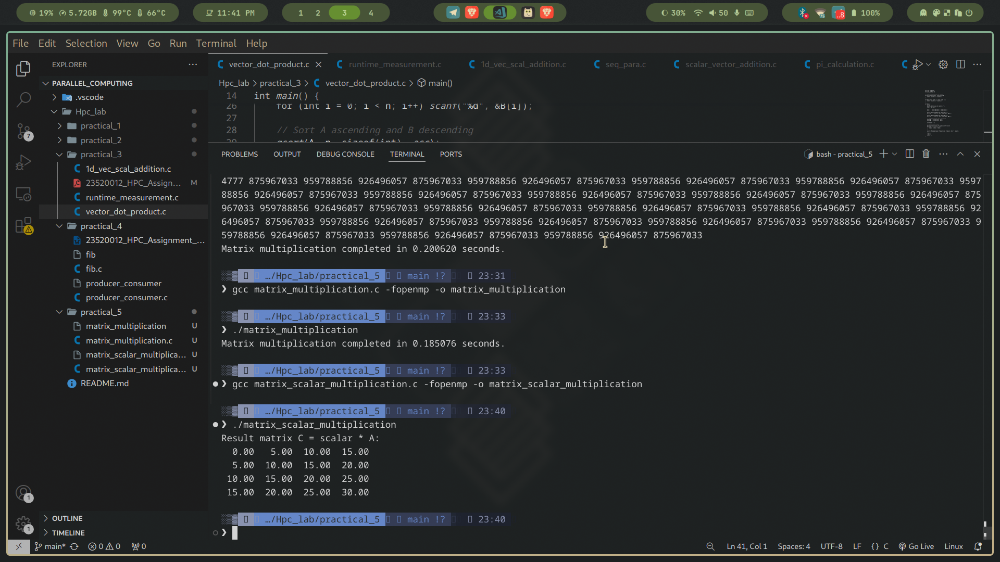 19% 5.72GB 99°C 66°C
11:41 PM
1 2 3 4
30% 50
75 ..8 100%
File Edit Selection View Go Run Terminal Help
EXPLORER
PARALLEL_COMPUTING
.vscode
Hpc_lab
practical_1
practical_2
practical_3
1d_vec_scal_addition.c
23520012_HPC_Assign... M
runtime_measurement.c
vector_dot_product.c
practical_4
23520012_HPC_Assignment_...
fib
fib.c
producer_consumer
producer_consumer.c
practical_5
matrix_multiplication U
matrix_multiplication.c U
matrix_scalar_multiplica... U
matrix_scalar_multiplica... U
README.md
OUTLINE
TIMELINE
7
1
1
vector_dot_product.c runtime_measurement.c 1d_vec_scal_addition.c seq_para.c scalar_vector_addition.c pi_calculation.c
Hpc_lab > practical_3 > vector_dot_product.c > main()
14 int main() {
26 for (int i = 0; i < n; i++) scanf("%d", &B[i]);
27
28 // Sort A ascending and B descending
29 qsort(A, n, sizeof(int), asc);
PROBLEMS OUTPUT DEBUG CONSOLE TERMINAL PORTS
bash - practical_5
4777 875967033 959788856 926496057 875967033 959788856 926496057 875967033 959788856 926496057 875967033 959788856 926496057 875967033 9597
88856 926496057 875967033 959788856 926496057 875967033 959788856 926496057 875967033 959788856 926496057 875967033 959788856 926496057 875
967033 959788856 926496057 875967033 959788856 926496057 875967033 959788856 926496057 875967033 959788856 926496057 875967033 959788856 92
6496057 875967033 959788856 926496057 875967033 959788856 926496057 875967033 959788856 926496057 875967033 959788856 926496057 875967033 9
59788856 926496057 875967033 959788856 926496057 875967033 959788856 926496057 875967033
Matrix multiplication completed in 0.200620 seconds.
…/Hpc_lab/practical_5 main !? 23:31
❯ gcc matrix_multiplication.c -fopenmp -o matrix_multiplication
…/Hpc_lab/practical_5 main !? 23:33
❯ ./matrix_multiplication
Matrix multiplication completed in 0.185076 seconds.
…/Hpc_lab/practical_5 main !? 23:33
❯ gcc matrix_scalar_multiplication.c -fopenmp -o matrix_scalar_multiplication
…/Hpc_lab/practical_5 main !? 23:40
❯ ./matrix_scalar_multiplication
Result matrix C = scalar * A:
0.00 5.00 10.00 15.00
5.00 10.00 15.00 20.00
10.00 15.00 20.00 25.00
15.00 20.00 25.00 30.00
…/Hpc_lab/practical_5 main !? 23:40
❯
main* 0 0 0
Ln 41, Col 1 Spaces: 4 UTF-8 LF {} C Go Live Linux